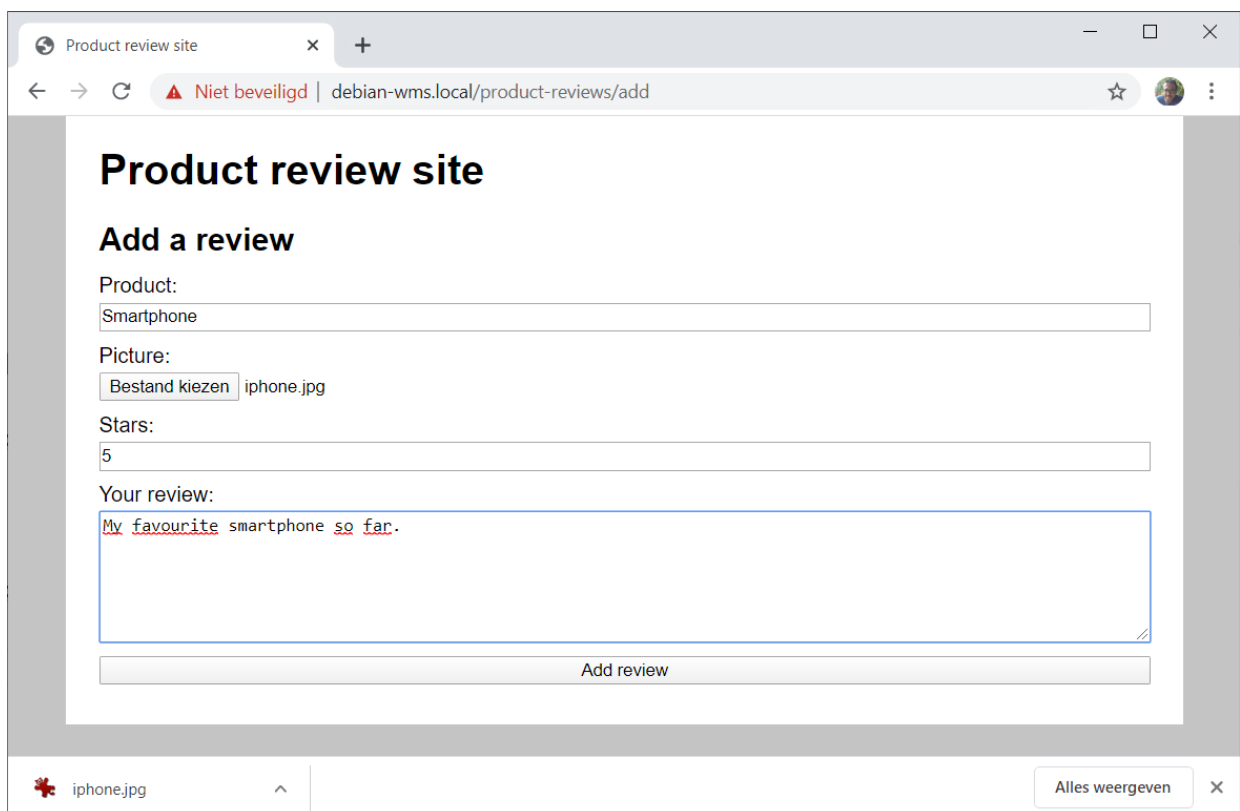 Product review site
Niet beveiligd | debian-wms.local/product-reviews/add
Product review site
Add a review
Product:
Smartphone
Picture:
Bestand kiezen iphone.jpg
Stars:
5
Your review:
My favourite smartphone so far.
Add review
iphone.jpg
Alles weergeven